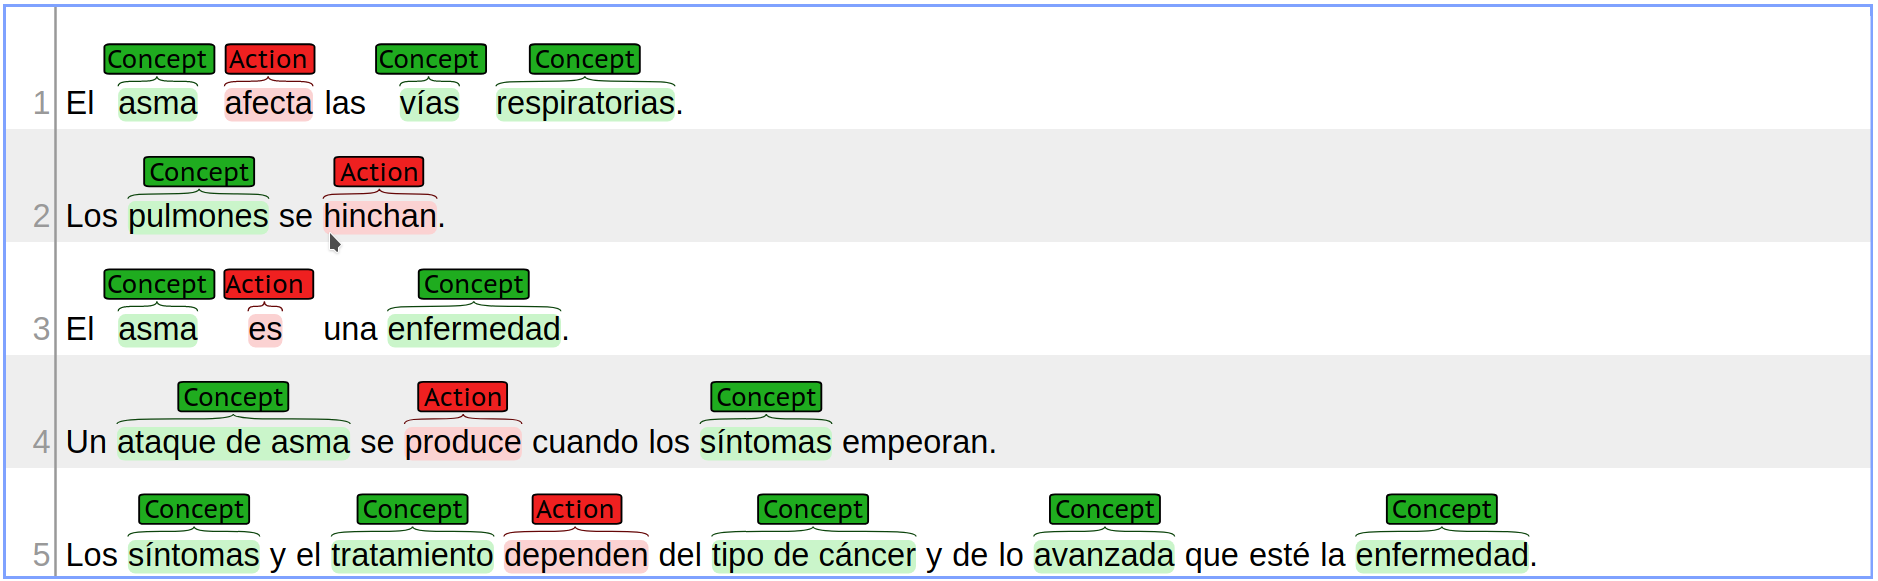 Concept Action Concept Concept
1 El asma afecta las vías respiratorias.
Concept Action
2 Los pulmones se hinchan.
Concept Action Concept
3 El asma es una enfermedad.
Concept Action Concept
4 Un ataque de asma se produce cuando los síntomas empeoran.
Concept Concept Action Concept Concept Concept
5 Los síntomas y el tratamiento dependen del tipo de cáncer y de lo avanzada que esté la enfermedad.